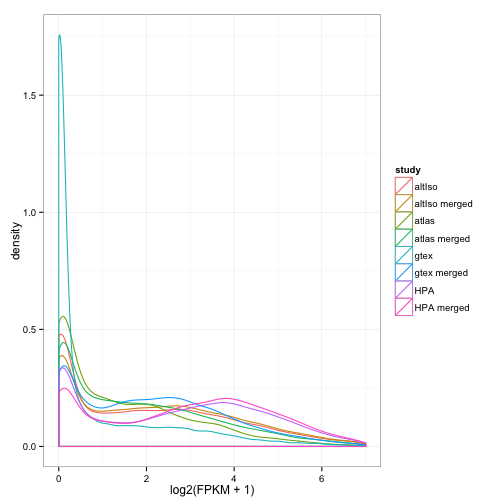 1.5
1.0
0.5
0.0
density
0 2 4 6
log2(FPKM + 1)
study
altIso
altIso merged
atlas
atlas merged
gtex
gtex merged
HPA
HPA merged